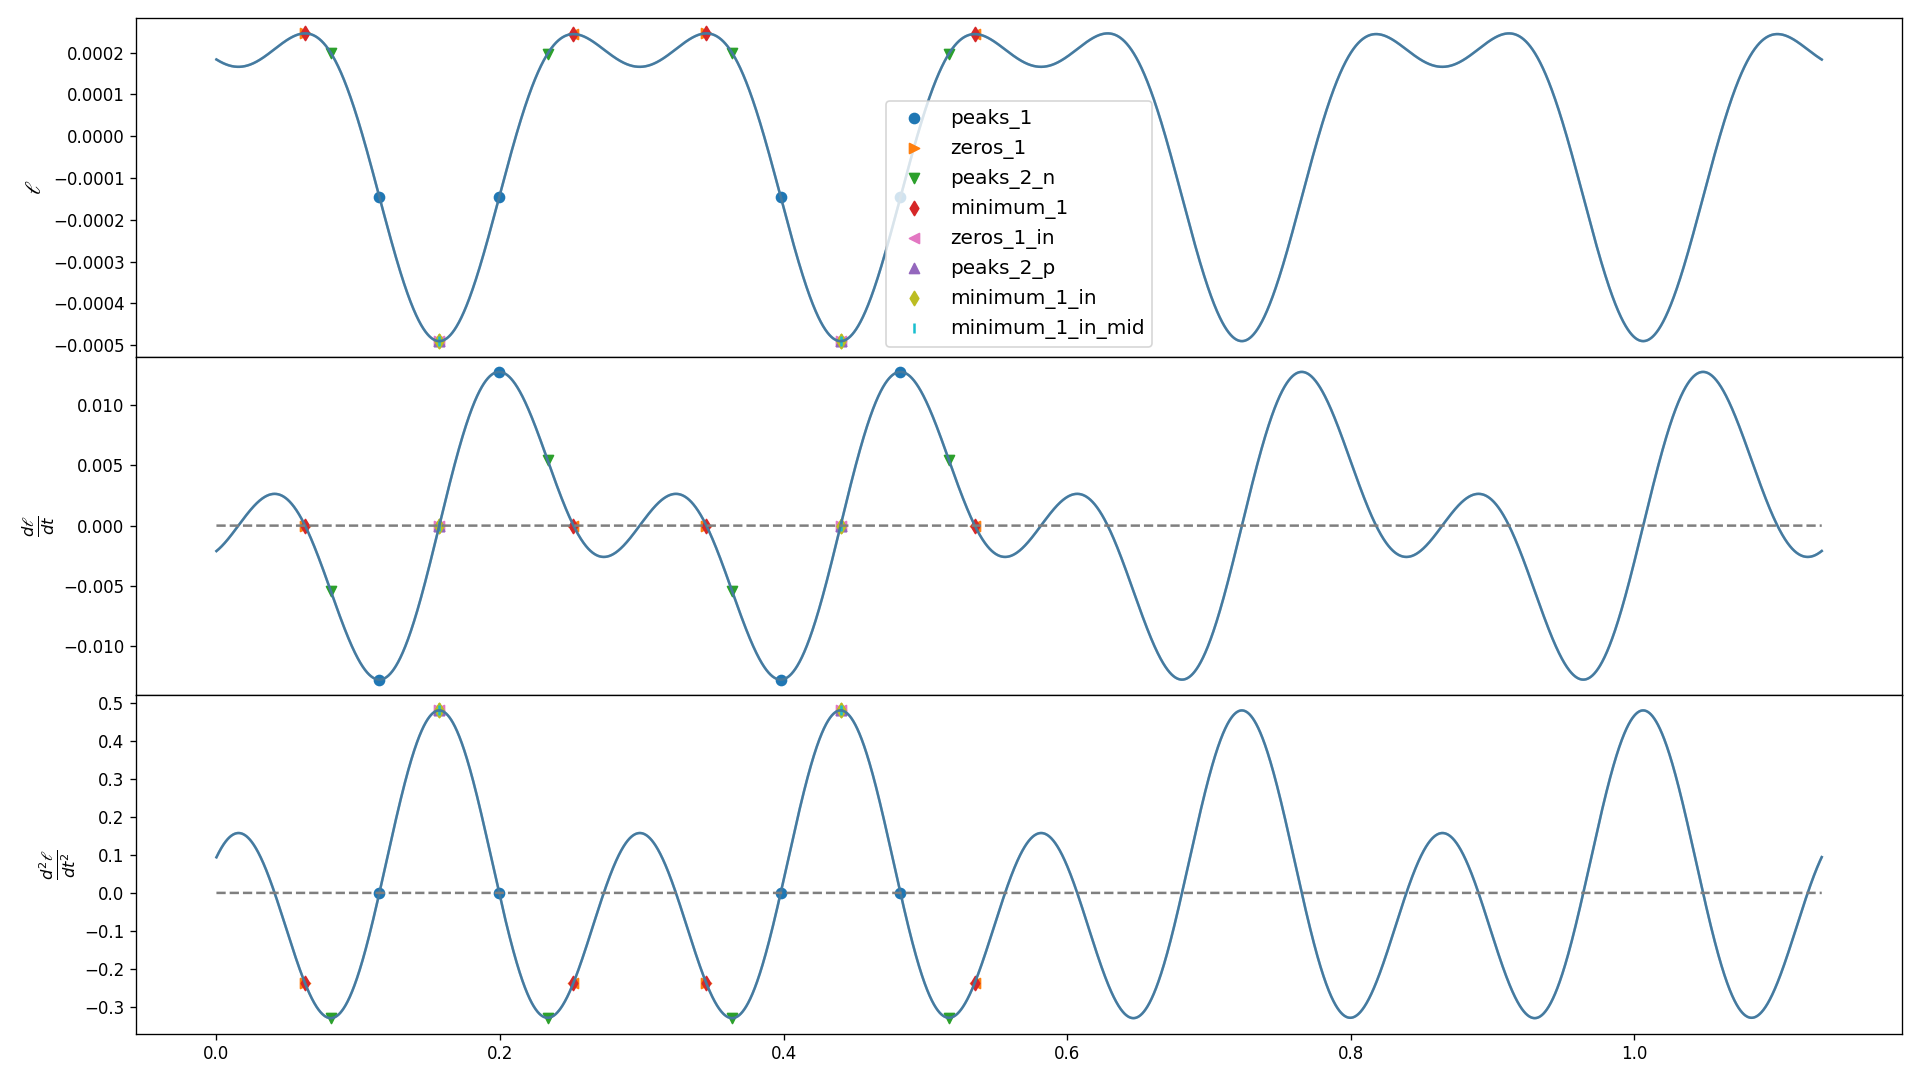 0.0002
0.0001
0.0000
−0.0001
−0.0002
−0.0003
−0.0004
−0.0005
ℓ
peaks_1
zeros_1
peaks_2_n
minimum_1
zeros_1_in
peaks_2_p
minimum_1_in
minimum_1_in_mid
0.010
0.005
0.000
−0.005
−0.010
dℓ
dt
0.5
0.4
0.3
0.2
0.1
0.0
−0.1
−0.2
−0.3
d²ℓ
dt²
0.0 0.2 0.4 0.6 0.8 1.0